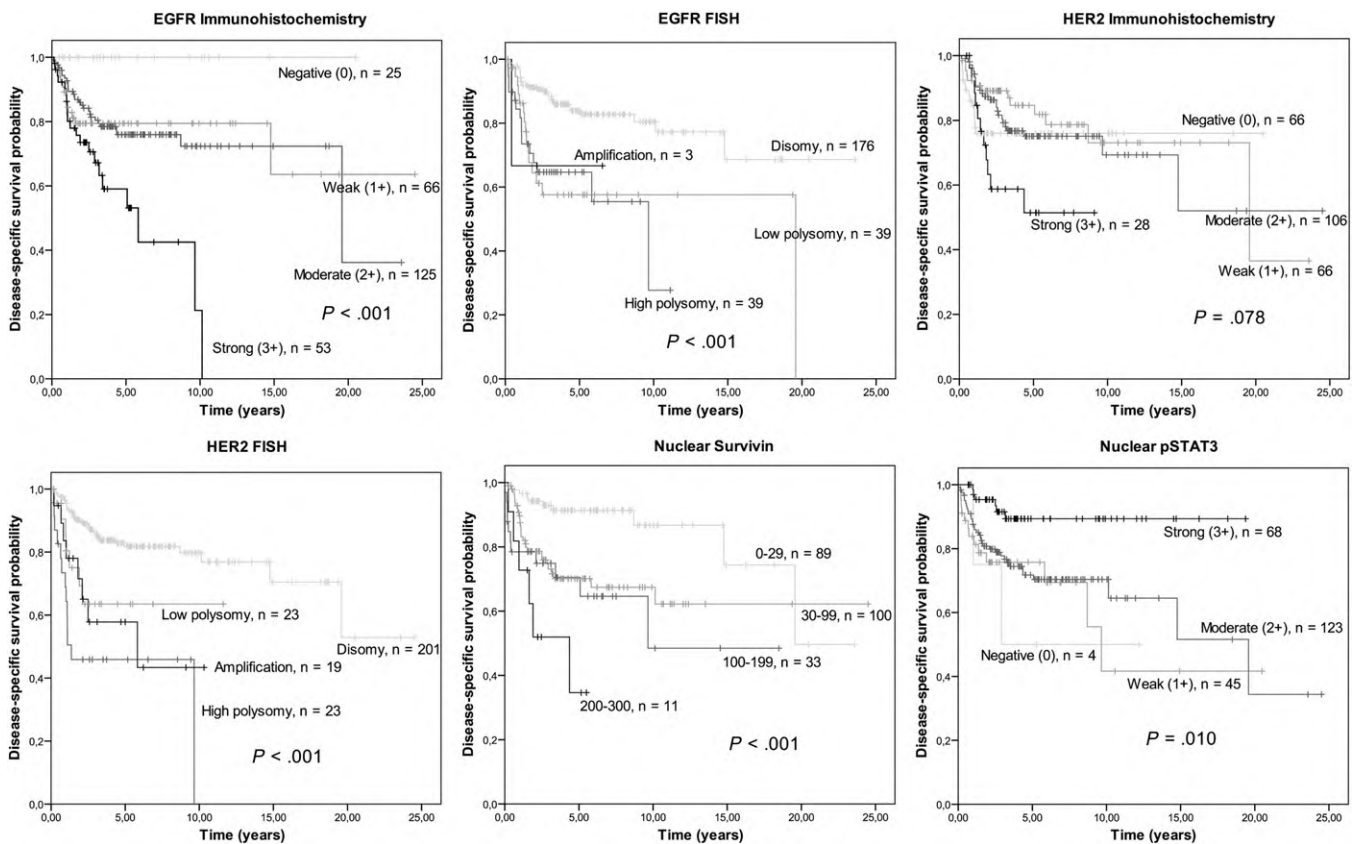 EGFR Immunohistochemistry
Disease-specific survival probability
1,0
0,8
0,6
0,4
0,2
0,0
Negative (0), n = 25
Weak (1+), n = 66
Moderate (2+), n = 125
P < .001
Strong (3+), n = 53
0,00 5,00 10,00 15,00 20,00 25,00
Time (years)
EGFR FISH
Disease-specific survival probability
1,0
0,8
0,6
0,4
0,2
0,0
Amplification, n = 3
Disomy, n = 176
Low polysomy, n = 39
High polysomy, n = 39
P < .001
0,00 5,00 10,00 15,00 20,00 25,00
Time (years)
HER2 Immunohistochemistry
Disease-specific survival probability
1,0
0,8
0,6
0,4
0,2
0,0
Negative (0), n = 66
Moderate (2+), n = 106
Strong (3+), n = 28
Weak (1+), n = 66
P = .078
0,00 5,00 10,00 15,00 20,00 25,00
Time (years)
HER2 FISH
Disease-specific survival probability
1,0
0,8
0,6
0,4
0,2
0,0
Low polysomy, n = 23
Disomy, n = 201
Amplification, n = 19
High polysomy, n = 23
P < .001
0,00 5,00 10,00 15,00 20,00 25,00
Time (years)
Nuclear Survivin
Disease-specific survival probability
1,0
0,8
0,6
0,4
0,2
0,0
0-29, n = 89
30-99, n = 100
100-199, n = 33
200-300, n = 11
P < .001
0,00 5,00 10,00 15,00 20,00 25,00
Time (years)
Nuclear pSTAT3
Disease-specific survival probability
1,0
0,8
0,6
0,4
0,2
0,0
Strong (3+), n = 68
Moderate (2+), n = 123
Negative (0), n = 4
Weak (1+), n = 45
P = .010
0,00 5,00 10,00 15,00 20,00 25,00
Time (years)